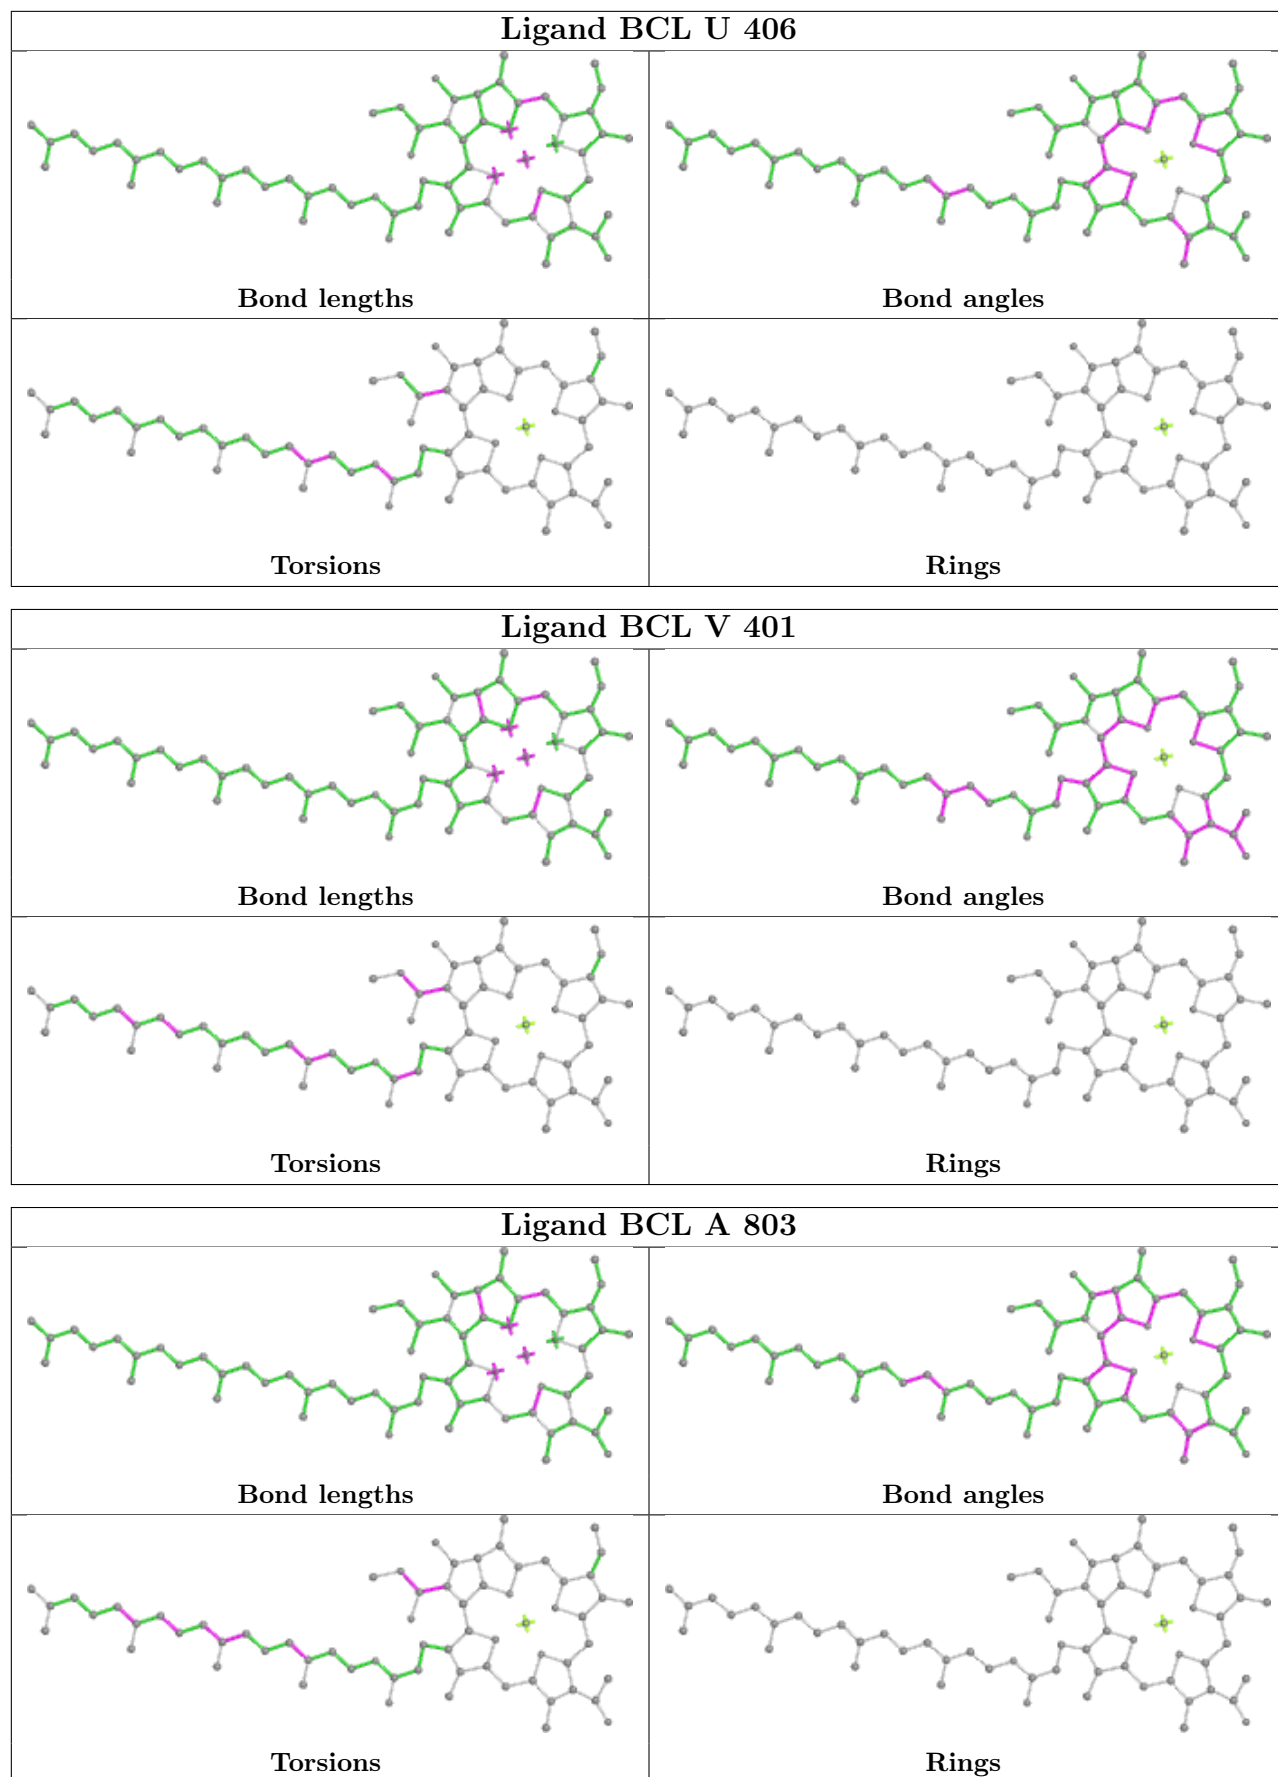 Ligand BCL U 406
Bond lengths
Bond angles
Torsions
Rings
Ligand BCL V 401
Bond lengths
Bond angles
Torsions
Rings
Ligand BCL A 803
Bond lengths
Bond angles
Torsions
Rings